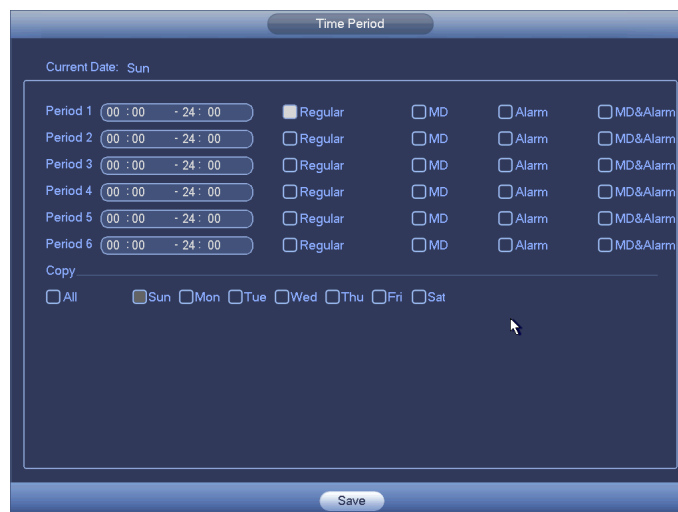 Time Period
Current Date: Sun
Period 1 00 : 00 - 24 : 00 Regular MD Alarm MD&Alarm
Period 2 00 : 00 - 24 : 00 Regular MD Alarm MD&Alarm
Period 3 00 : 00 - 24 : 00 Regular MD Alarm MD&Alarm
Period 4 00 : 00 - 24 : 00 Regular MD Alarm MD&Alarm
Period 5 00 : 00 - 24 : 00 Regular MD Alarm MD&Alarm
Period 6 00 : 00 - 24 : 00 Regular MD Alarm MD&Alarm
Copy
All Sun Mon Tue Wed Thu Fri Sat
Save